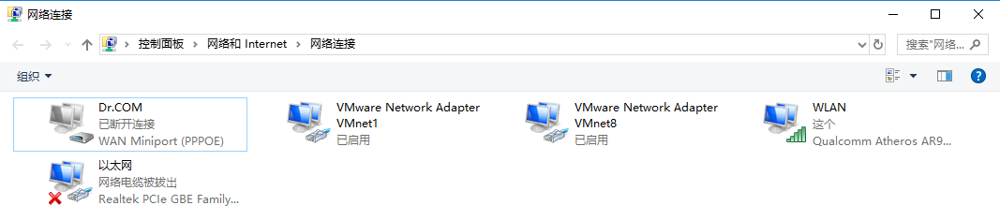 网络连接
控制面板 网络和 Internet 网络连接
搜索"网络...
组织
Dr.COM
已断开连接
WAN Miniport (PPPOE)
VMware Network Adapter
VMnet1
已启用
VMware Network Adapter
VMnet8
已启用
WLAN
这个
Qualcomm Atheros AR9...
以太网
网络电缆被拔出
Realtek PCIe GBE Family...